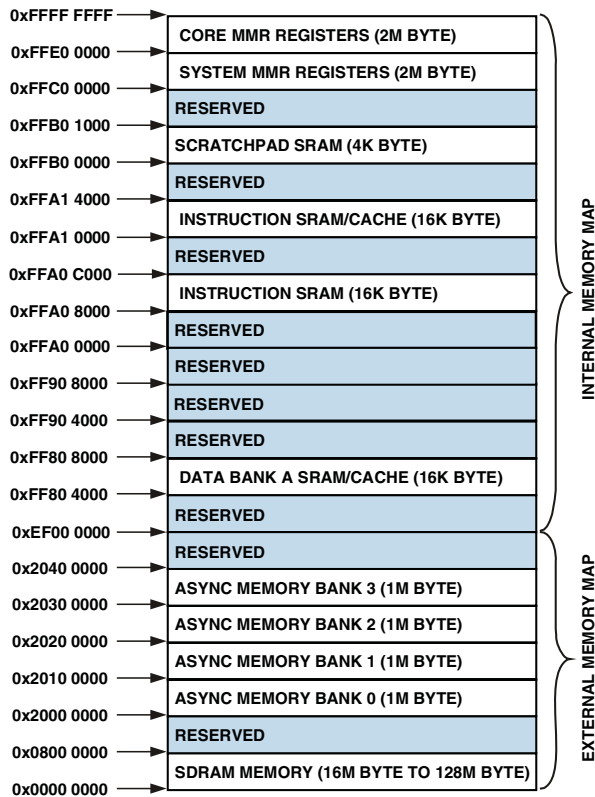 0xFFFF FFFF
CORE MMR REGISTERS (2M BYTE)
0xFFE0 0000
SYSTEM MMR REGISTERS (2M BYTE)
0xFFC0 0000
RESERVED
0xFFB0 1000
SCRATCHPAD SRAM (4K BYTE)
0xFFB0 0000
RESERVED
0xFFA1 4000
INSTRUCTION SRAM/CACHE (16K BYTE)
0xFFA1 0000
RESERVED
0xFFA0 C000
INSTRUCTION SRAM (16K BYTE)
0xFFA0 8000
RESERVED
0xFFA0 0000
RESERVED
0xFF90 8000
RESERVED
0xFF90 4000
RESERVED
0xFF80 8000
DATA BANK A SRAM/CACHE (16K BYTE)
0xFF80 4000
RESERVED
0xEF00 0000
RESERVED
0x2040 0000
ASYNC MEMORY BANK 3 (1M BYTE)
0x2030 0000
ASYNC MEMORY BANK 2 (1M BYTE)
0x2020 0000
ASYNC MEMORY BANK 1 (1M BYTE)
0x2010 0000
ASYNC MEMORY BANK 0 (1M BYTE)
0x2000 0000
RESERVED
0x0800 0000
SDRAM MEMORY (16M BYTE TO 128M BYTE)
0x0000 0000
INTERNAL MEMORY MAP
EXTERNAL MEMORY MAP